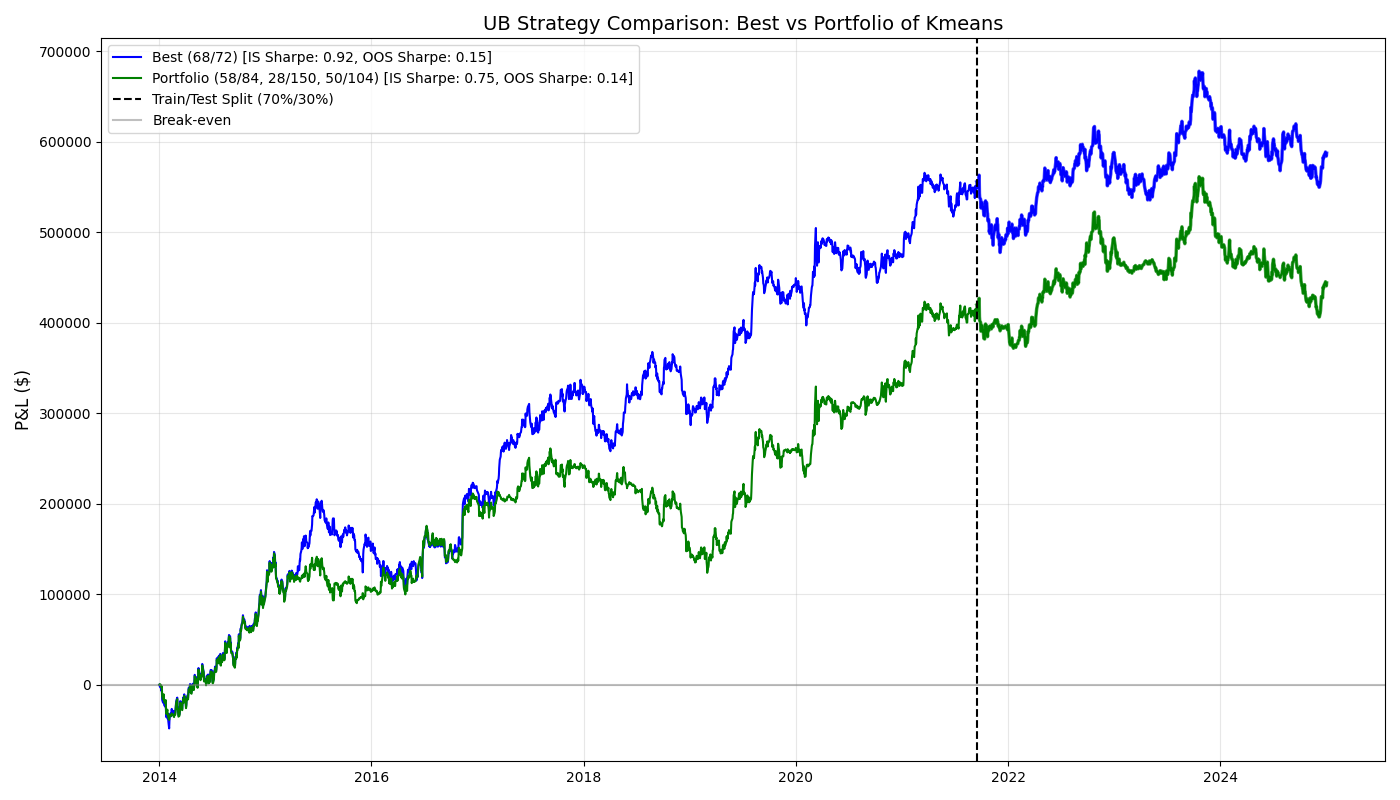 UB Strategy Comparison: Best vs Portfolio of Kmeans
Best (68/72) [IS Sharpe: 0.92, OOS Sharpe: 0.15]
Portfolio (58/84, 28/150, 50/104) [IS Sharpe: 0.75, OOS Sharpe: 0.14]
Train/Test Split (70%/30%)
Break-even
P&L ($)
700000
600000
500000
400000
300000
200000
100000
0
2014 2016 2018 2020 2022 2024